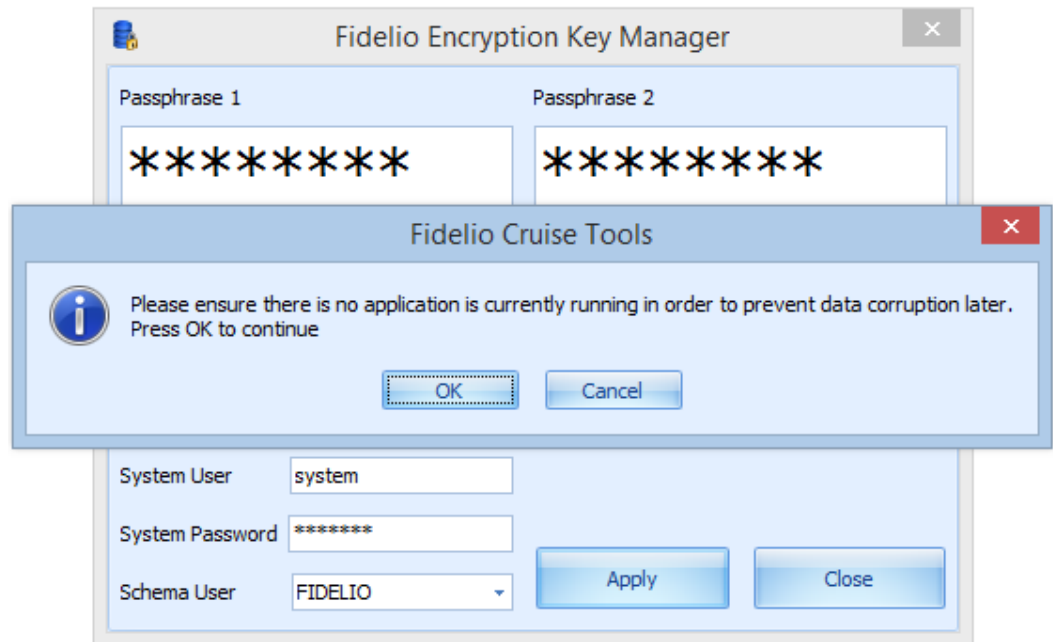 Fidelio Encryption Key Manager
Passphrase 1
Passphrase 2
********
********
Fidelio Cruise Tools
Please ensure there is no application is currently running in order to prevent data corruption later.
Press OK to continue
OK
Cancel
System User
system
System Password
*******
Schema User
FIDELIO
Apply
Close